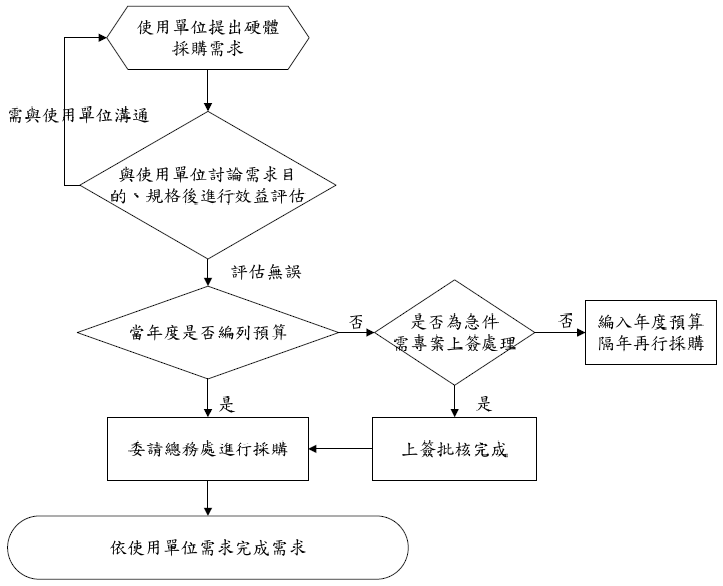 使用單位提出硬體
採購需求
需與使用單位溝通
與使用單位討論需求目
的、規格後進行效益評估
評估無誤
當年度是否編列預算
否
是否為急件
需專案上簽處理
否
編入年度預算
隔年再行採購
是
是
委請總務處進行採購
上簽批核完成
依使用單位需求完成需求